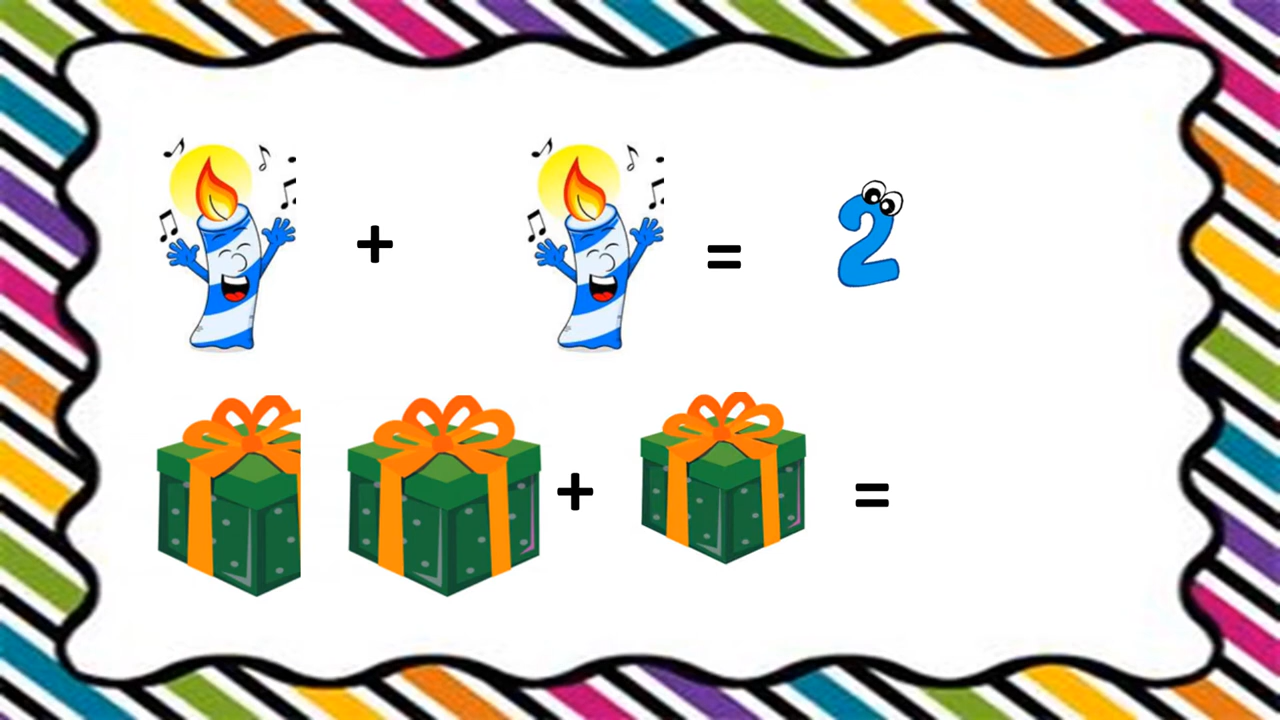 + = 2
+ =